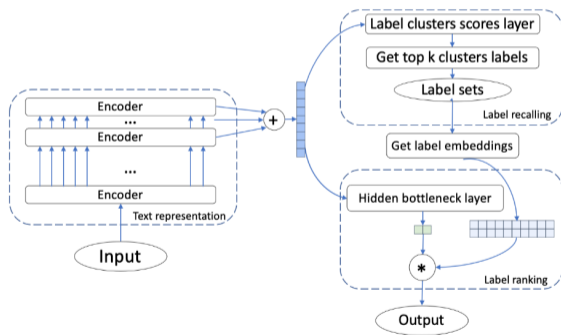 Label clusters scores layer
Get top k clusters labels
Label sets
Label recalling
Encoder
...
Encoder
...
Encoder
Text representation
Input
+
Get label embeddings
Hidden bottleneck layer
*
Label ranking
Output